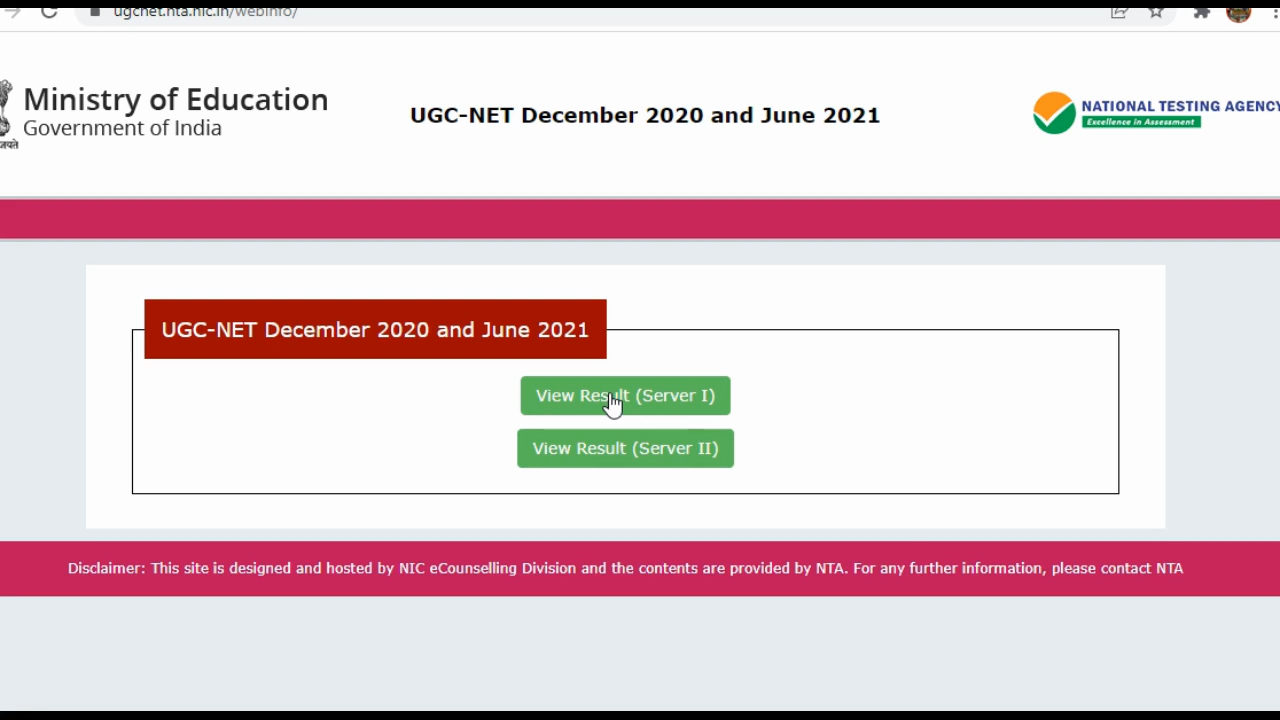 ugcnet.nta.nic.in/webinfo/
Ministry of Education
Government of India
UGC-NET December 2020 and June 2021
NATIONAL TESTING AGENCY
Excellence in Assessment
UGC-NET December 2020 and June 2021
View Result (Server I)
View Result (Server II)
Disclaimer: This site is designed and hosted by NIC eCounselling Division and the contents are provided by NTA. For any further information, please contact NTA